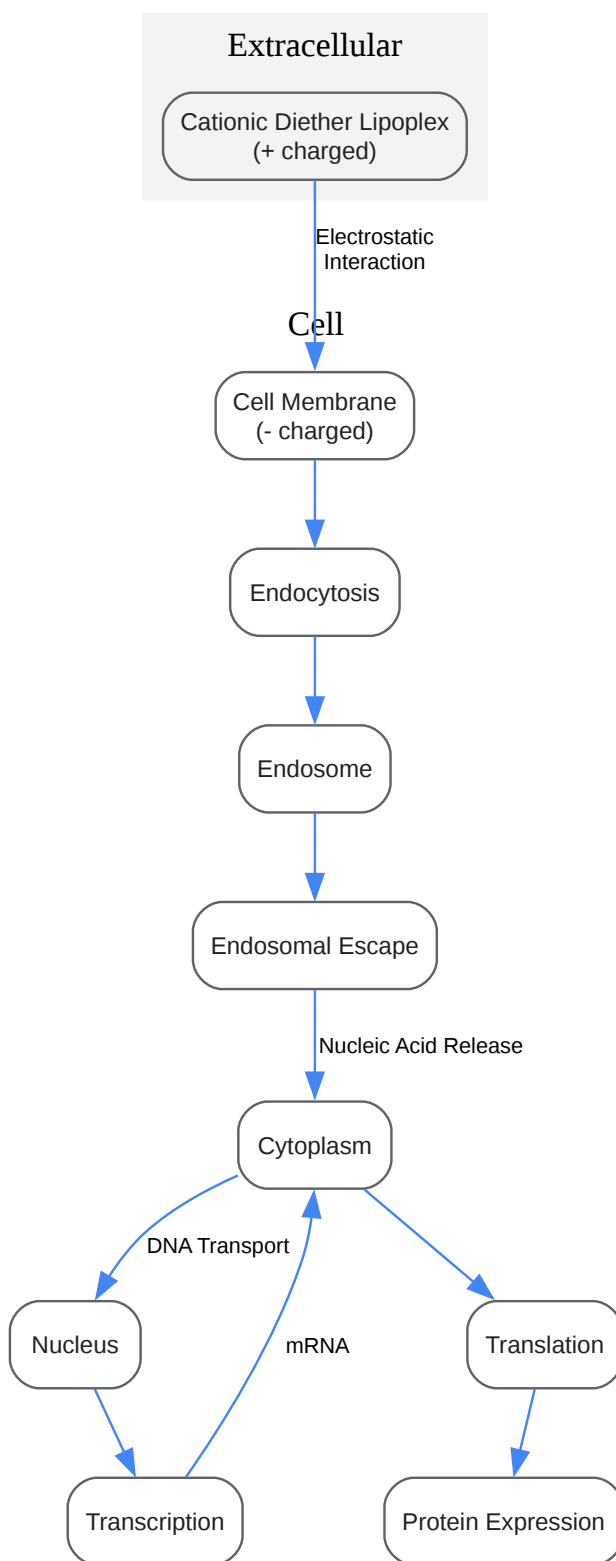 Extracellular
Cationic Diether Lipoplex
(+ charged)
Electrostatic
Interaction
Cell
Cell Membrane
(- charged)
Endocytosis
Endosome
Endosomal Escape
Nucleic Acid Release
Cytoplasm
DNA Transport
Nucleus
mRNA
Translation
Transcription
Protein Expression